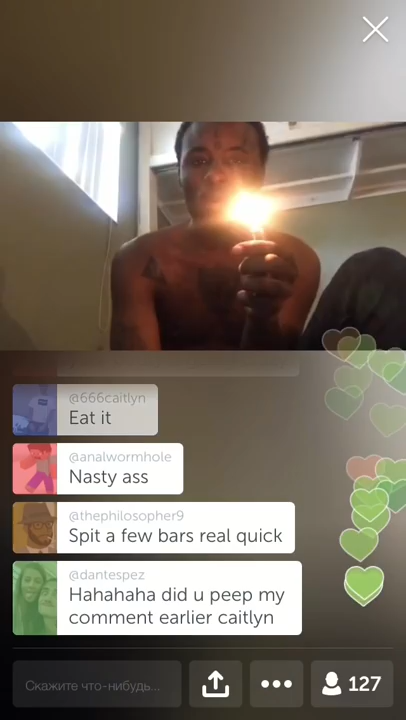 @666caitlyn
Eat it
@analwormhole
Nasty ass
@thephilosopher9
Spit a few bars real quick
@dantespez
Hahahaha did u peep my
comment earlier caitlyn
Скажите что-нибудь...
127